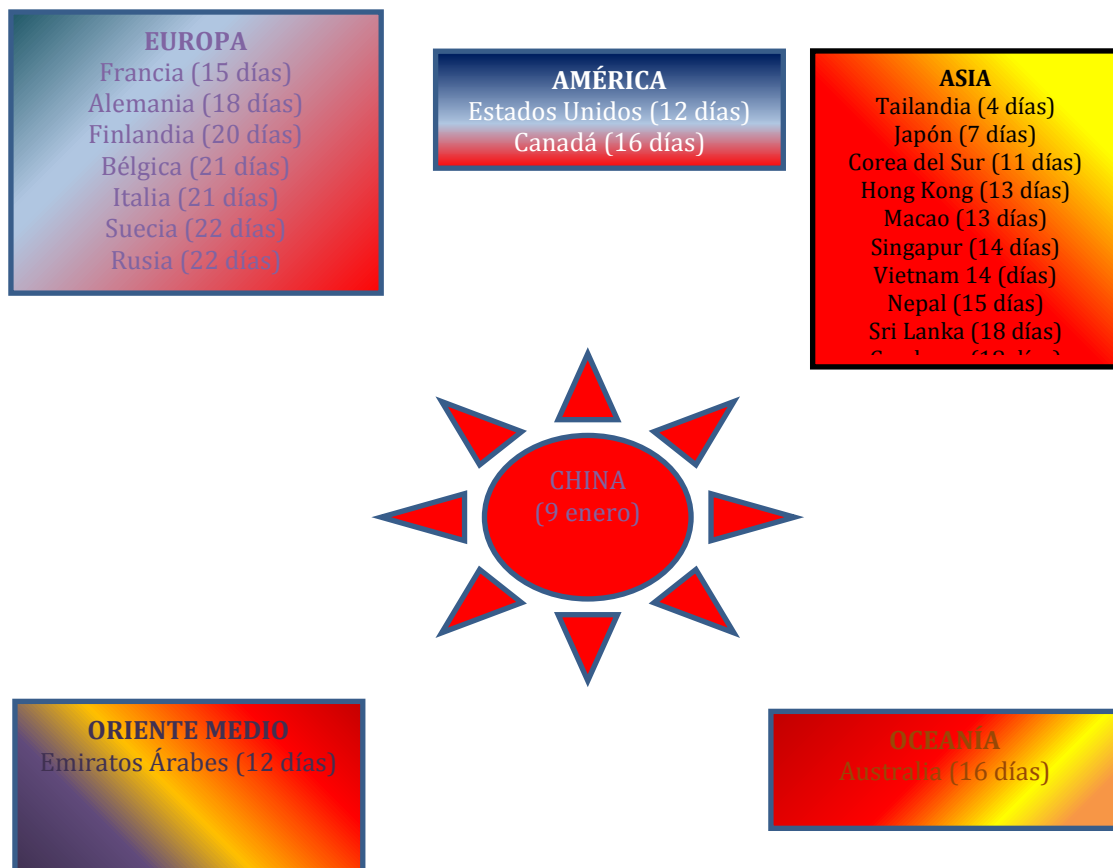 EUROPA
Francia (15 días)
Alemania (18 días)
Finlandia (20 días)
Bélgica (21 días)
Italia (21 días)
Suecia (22 días)
Rusia (22 días)
AMÉRICA
Estados Unidos (12 días)
Canadá (16 días)
ASIA
Tailandia (4 días)
Japón (7 días)
Corea del Sur (11 días)
Hong Kong (13 días)
Macao (13 días)
Singapur (14 días)
Vietnam 14 (días)
Nepal (15 días)
Sri Lanka (18 días)
CHINA
(9 enero)
ORIENTE MEDIO
Emiratos Árabes (12 días)
OCEANÍA
Australia (16 días)